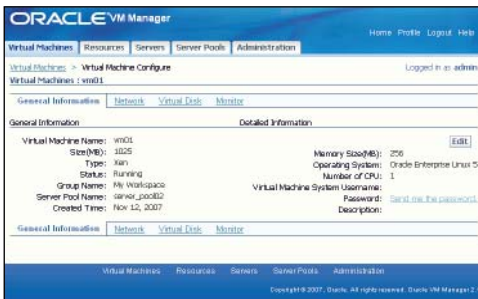 ORACLE VM Manager
Home Profile Logout Help
Virtual Machines Resources Servers Server Pools Administration
Virtual Machines > Virtual Machine Configure
Logged in as admin
Virtual Machines : vm01
General Information Network Virtual Disk Monitor
General Information
Detailed Information
Virtual Machine Name: vm01
Edit
Size(MB): 1025
Memory Size(MB): 256
Type: Xen
Operating System: Oracle Enterprise Linux 5
Status: Running
Number of CPU: 1
Group Name: My Workspace
Virtual Machine System Username:
Server Pool Name: server_pool02
Password: Send me the password.
Created Time: Nov 12, 2007
Description:
General Information Network Virtual Disk Monitor
Virtual Machines Resources Servers Server Pools Administration
Copyright © 2007, Oracle. All rights reserved. Oracle VM Manager 2.